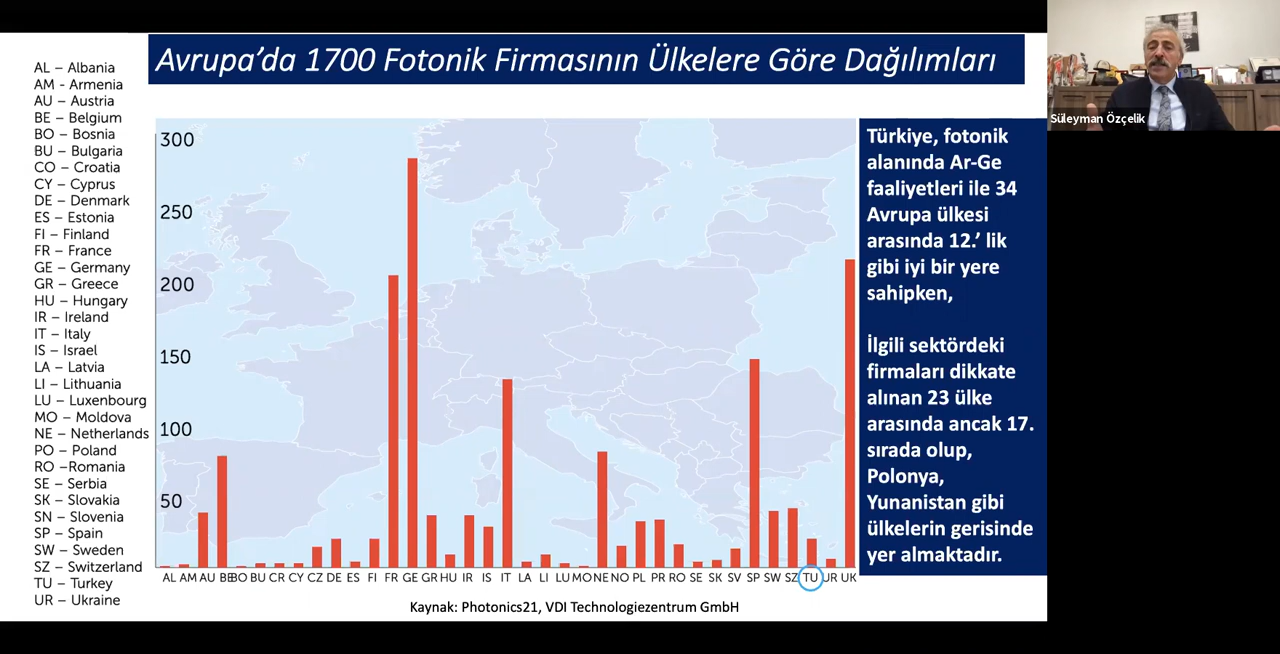 Avrupa’da 1700 Fotonik Firmasının Ülkelere Göre Dağılımları
AL – Albania
AM - Armenia
AU – Austria
BE – Belgium
BO – Bosnia
BU – Bulgaria
CO – Croatia
CY – Cyprus
DE – Denmark
ES – Estonia
FI – Finland
FR – France
GE – Germany
GR – Greece
HU – Hungary
IR – Ireland
IT – Italy
IS – Israel
LA – Latvia
LI – Lithuania
LU – Luxembourg
MO – Moldova
NE – Netherlands
PO – Poland
RO –Romania
SE – Serbia
SK – Slovakia
SN – Slovenia
SP – Spain
SW – Sweden
SZ – Switzerland
TU – Turkey
UR – Ukraine
300
250
200
150
100
50
AL AM AU BE BO BU CR CY CZ DE ES FI FR GE GR HU IR IS IT LA LI LU MO NE NO PL PR RO SE SK SV SP SW SZ TU UR UK
Kaynak: Photonics21, VDI Technologiezentrum GmbH
Türkiye, fotonik
alanında Ar-Ge
faaliyetleri ile 34
Avrupa ülkesi
arasında 12.’ lik
gibi iyi bir yere
sahipken,
İlgili sektördeki
firmaları dikkate
alınan 23 ülke
arasında ancak 17.
sırada olup,
Polonya,
Yunanistan gibi
ülkelerin gerisinde
yer almaktadır.
Süleyman Özçelik